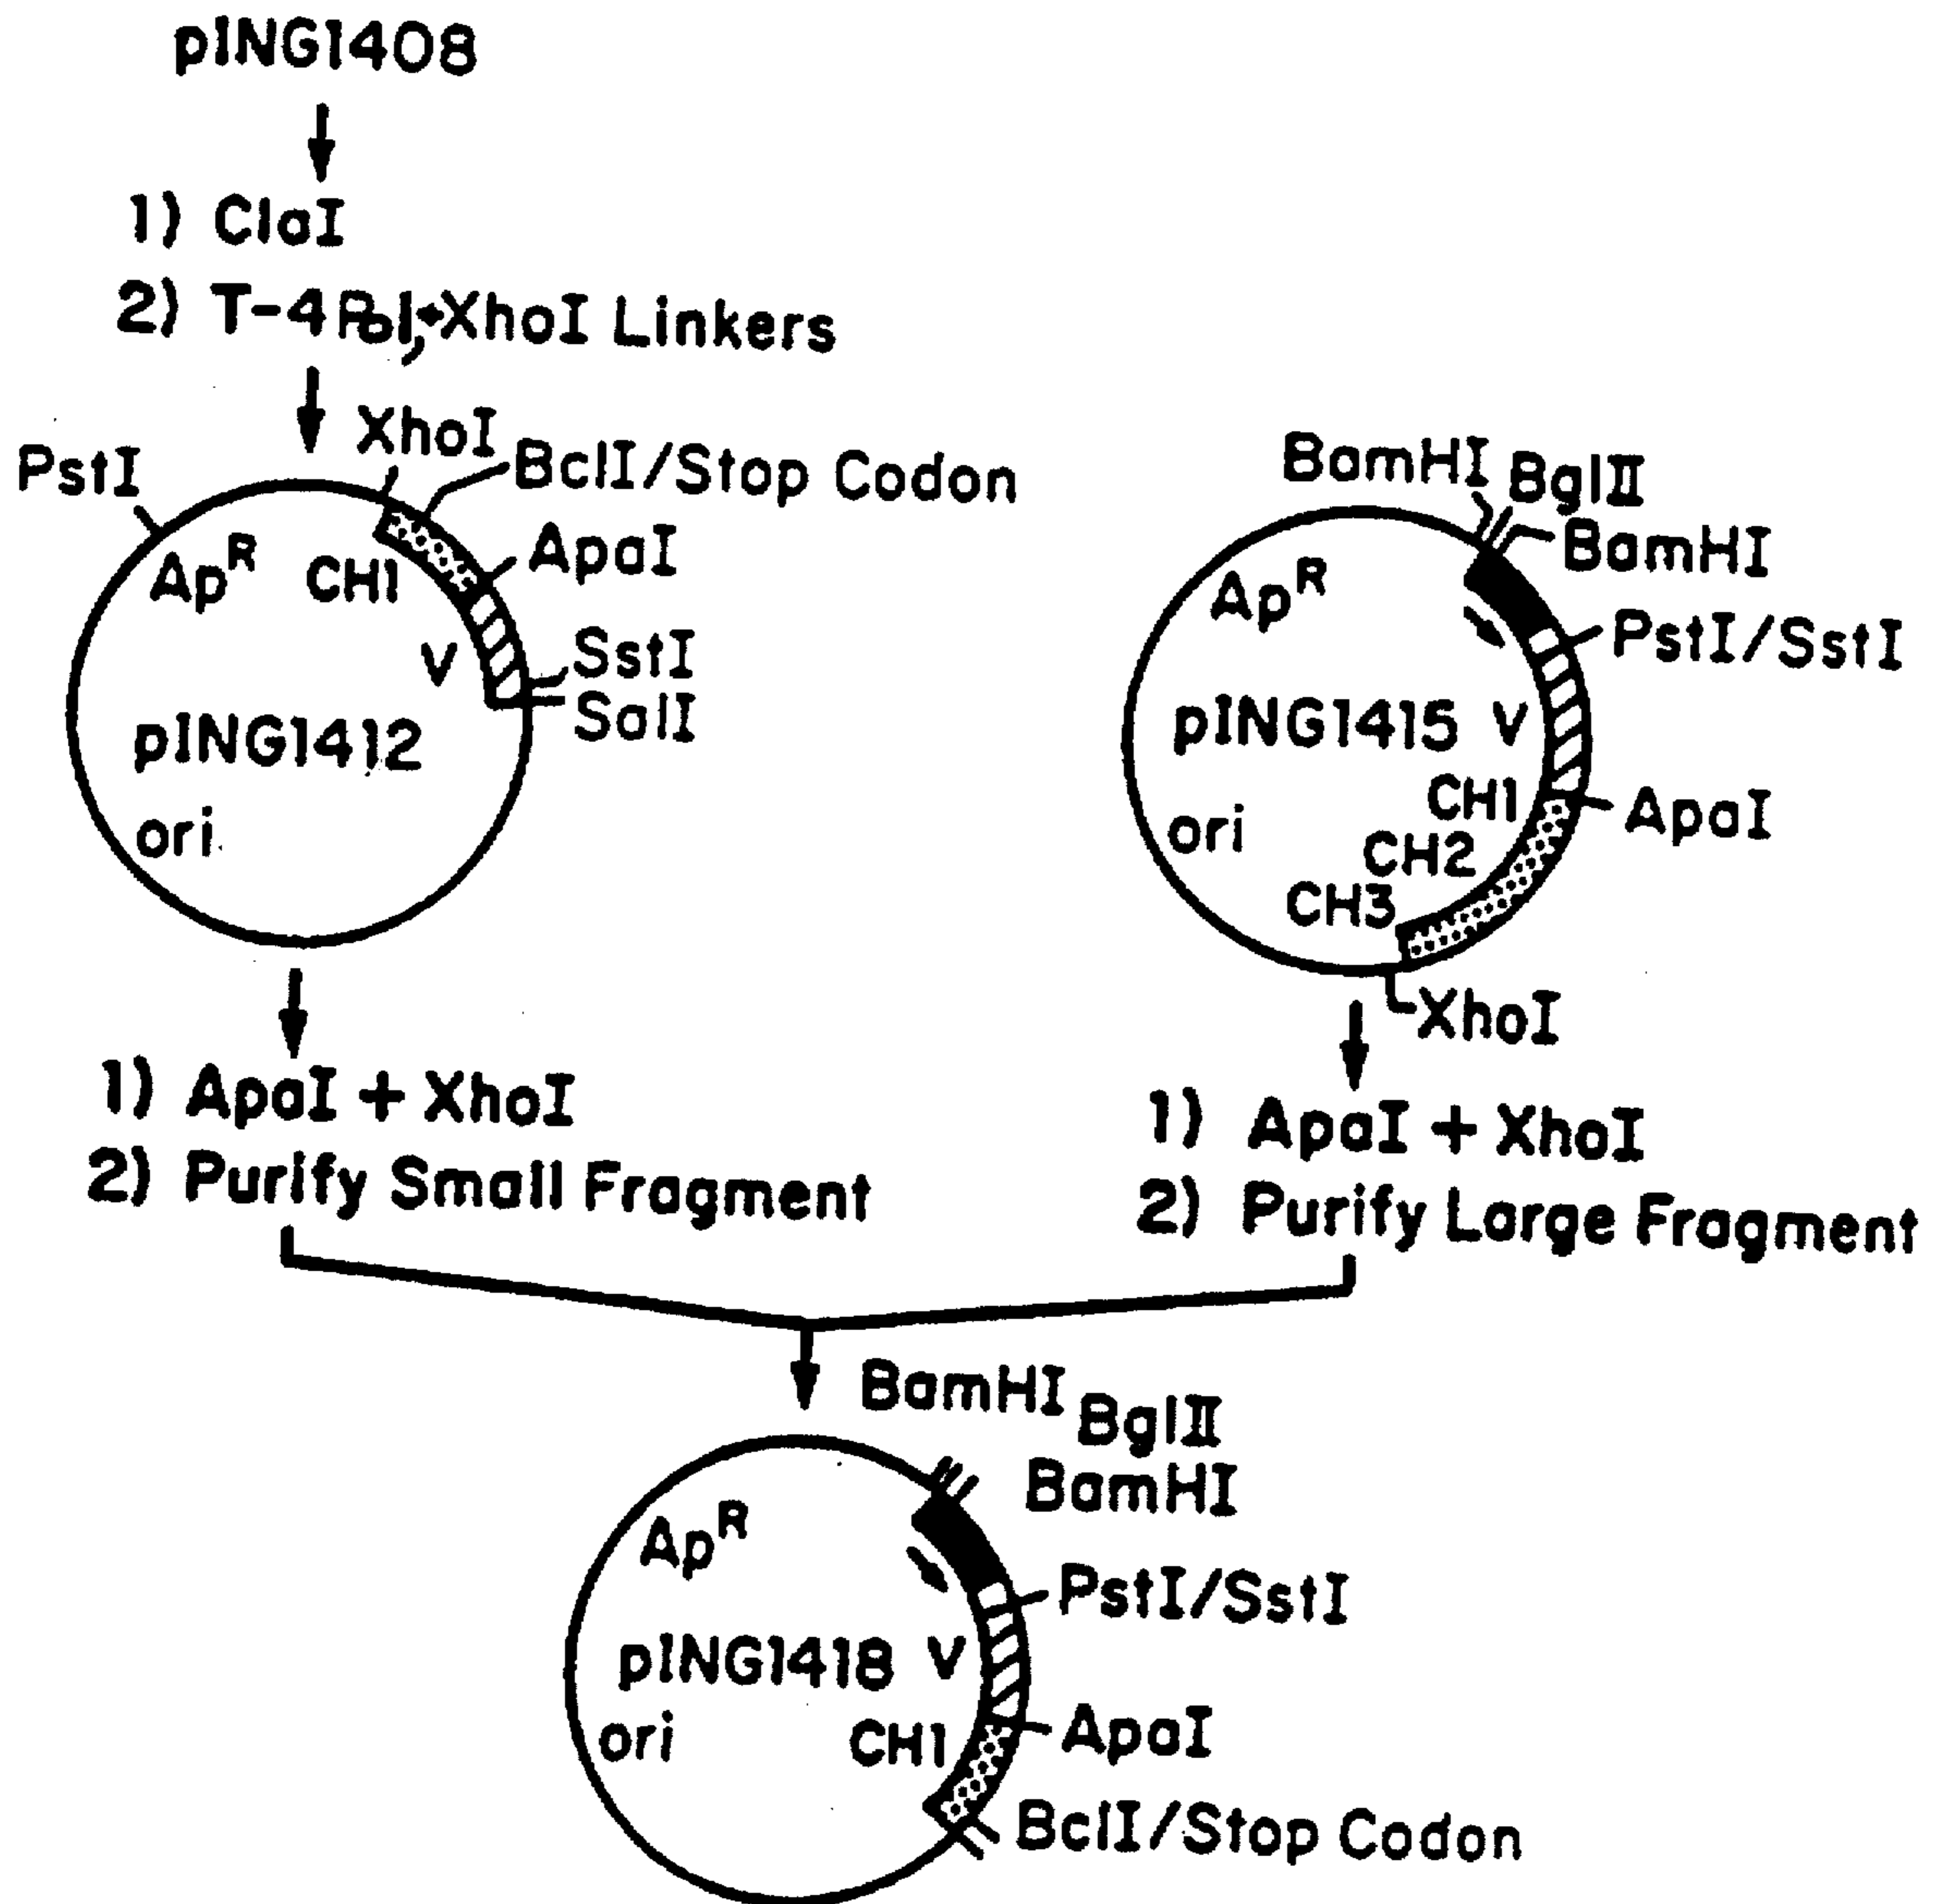 pING1408
1) ClaI
2) T-4 Pol, XhoI Linkers
XhoI
PstI
BclI/Stop Codon
ApaI
ApR
CH1
V
SstI
SalI
pING1412
ori
BamHI
BglII
BamHI
ApR
PstI/SstI
pING1415
V
CH1
ApaI
ori
CH2
CH3
XhoI
1) ApaI + XhoI
2) Purify Small Fragment
1) ApaI + XhoI
2) Purify Large Fragment
BamHI
BglII
BamHI
ApR
PstI/SstI
pING1418
V
ori
CH1
ApaI
BclI/Stop Codon